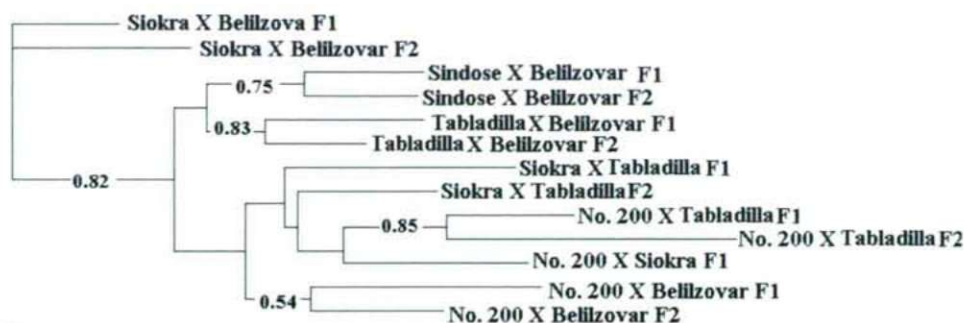 Siokra X Belilzova F1
Siokra X Belilzovar F2
0.75
Sindose X Belilzovar F1
Sindose X Belilzovar F2
0.83
Tabladilla X Belilzovar F1
Tabladilla X Belilzovar F2
0.82
Siokra X Tabladilla F1
Siokra X Tabladilla F2
0.85
No. 200 X Tabladilla F1
No. 200 X Tabladilla F2
No. 200 X Siokra F1
0.54
No. 200 X Belilzovar F1
No. 200 X Belilzovar F2